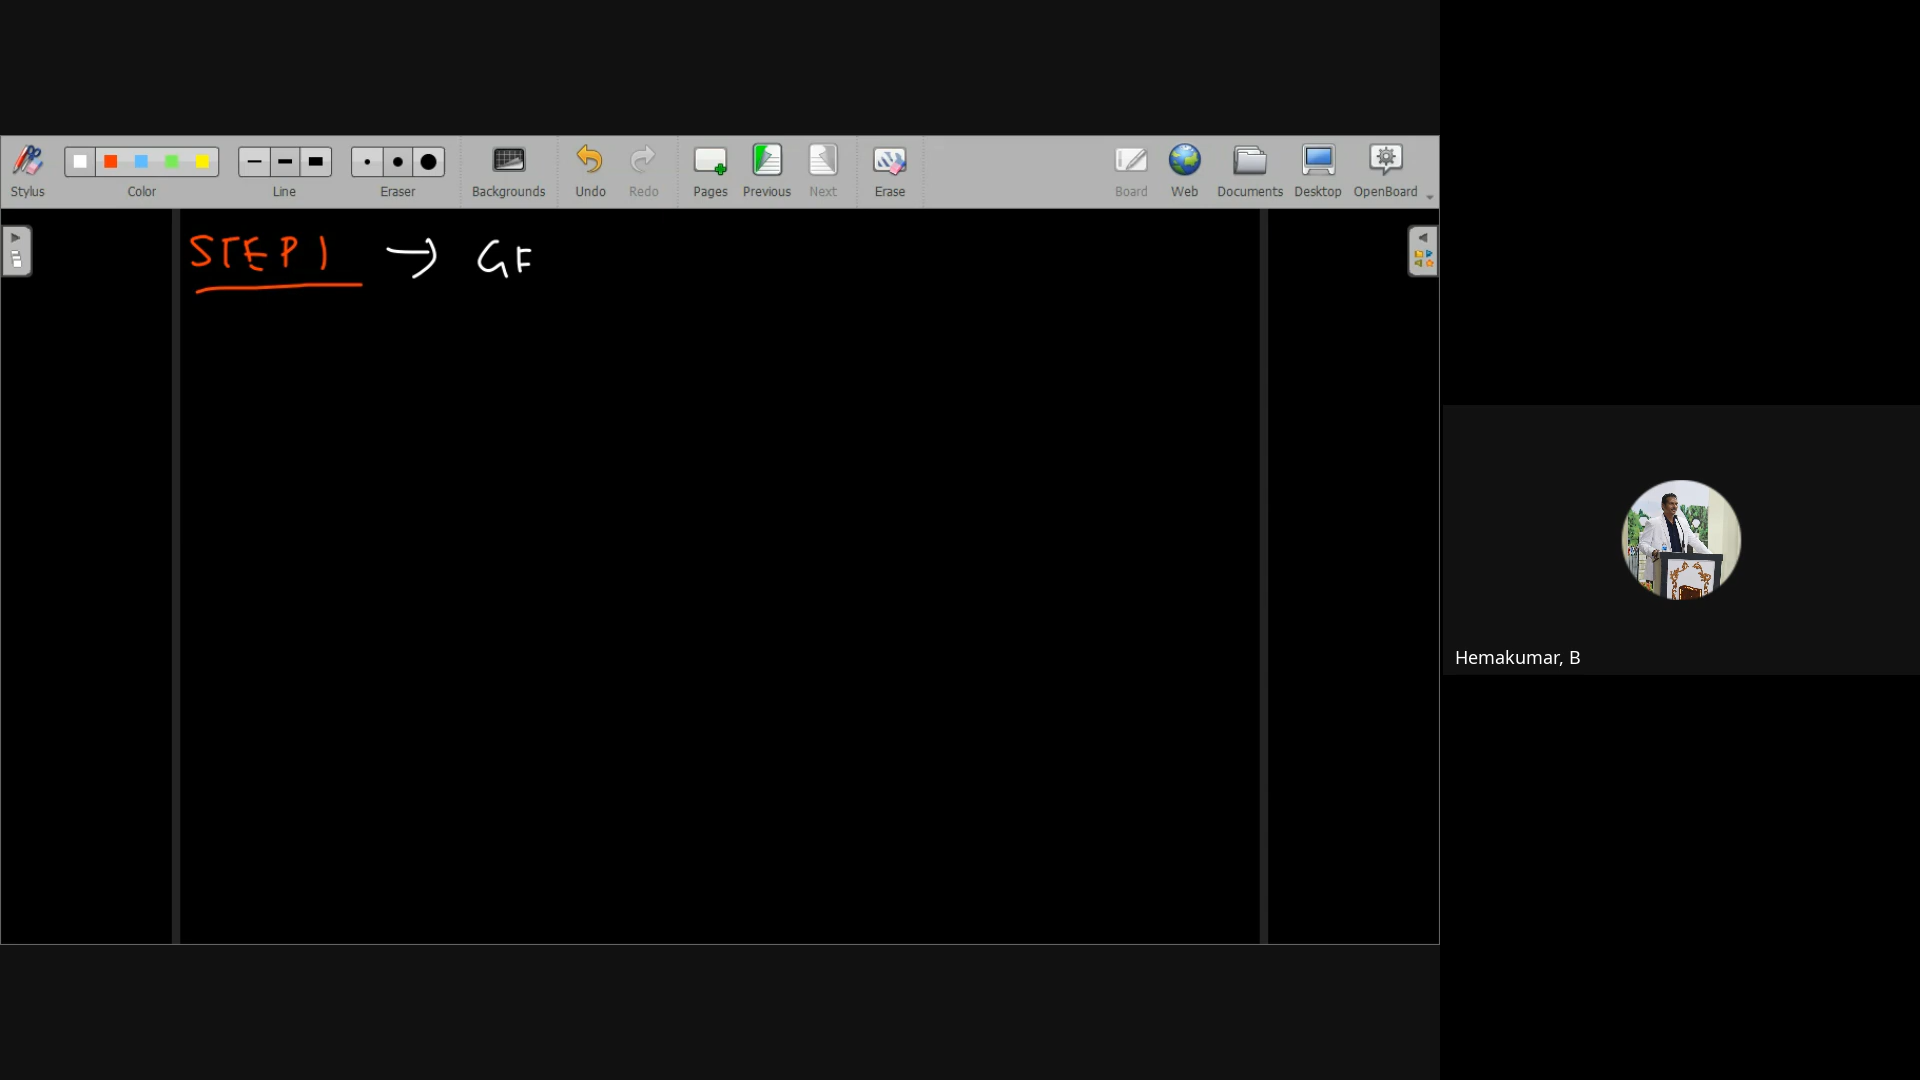 Stylus Color Line Eraser Backgrounds Undo Redo Pages Previous Next Erase Board Web Documents Desktop OpenBoard
STEP 1 → GF
Hemakumar, B